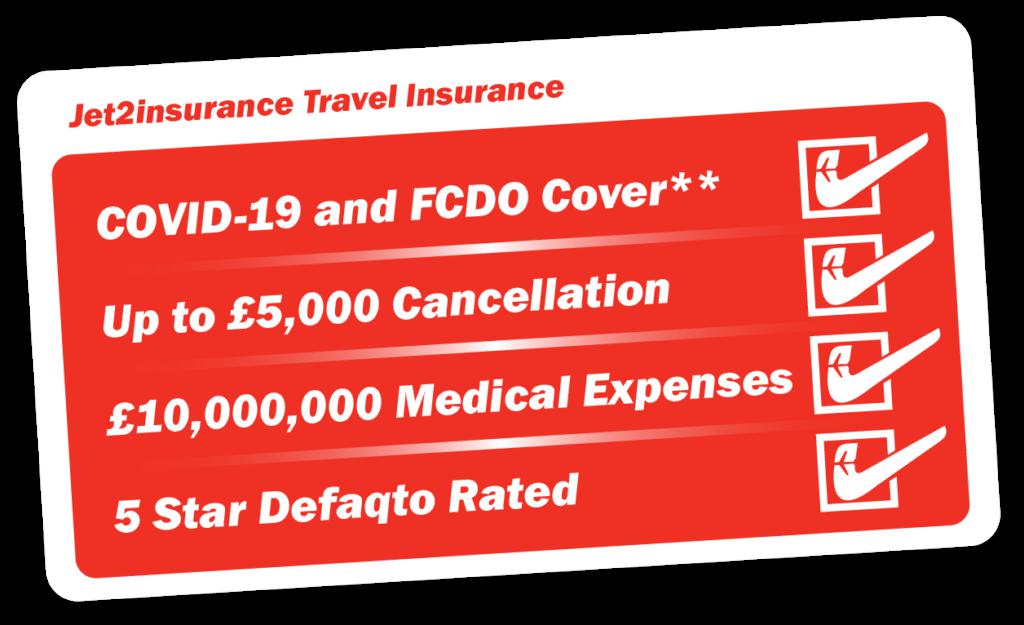 Jet2insurance Travel Insurance
COVID-19 and FCDO Cover**
Up to £5,000 Cancellation
£10,000,000 Medical Expenses
5 Star Defaqto Rated